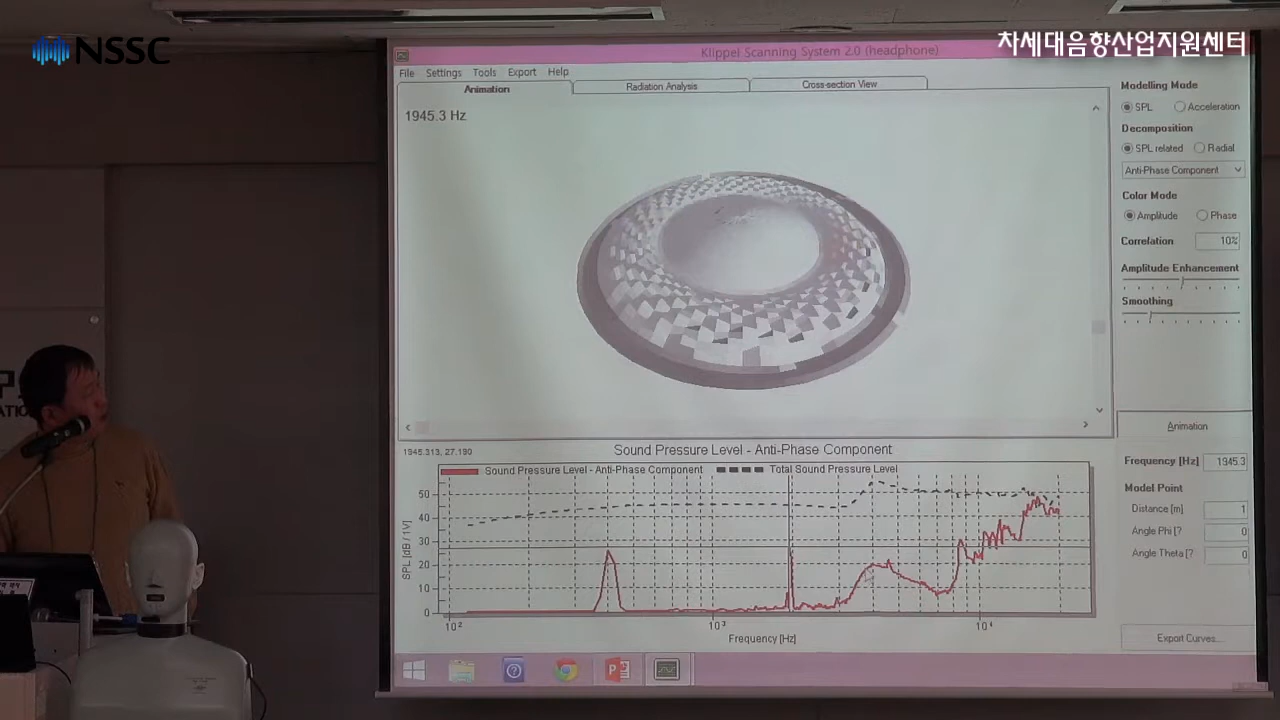 NSSC
차세대음향산업지원센터
Klippel Scanning System 2.0 (headphone)
File Settings Tools Export Help
Animation
Radiation Analysis
Cross-section View
1945.3 Hz
Modelling Mode
SPL
Acceleration
Decomposition
SPL related
Radial
Anti-Phase Component
Color Mode
Amplitude
Phase
Correlation
10%
Amplitude Enhancement
Smoothing
Animation
Frequency [Hz]
1945.3
Model Point
Distance [m]
1
Angle Phi [?
0
Angle Theta [?
0
Export Curves...
1945.313, 27.190
Sound Pressure Level - Anti-Phase Component
Sound Pressure Level - Anti-Phase Component
Total Sound Pressure Level
SPL [dB / 1V]
50
40
30
20
10
0
10²
10³
10⁴
Frequency [Hz]